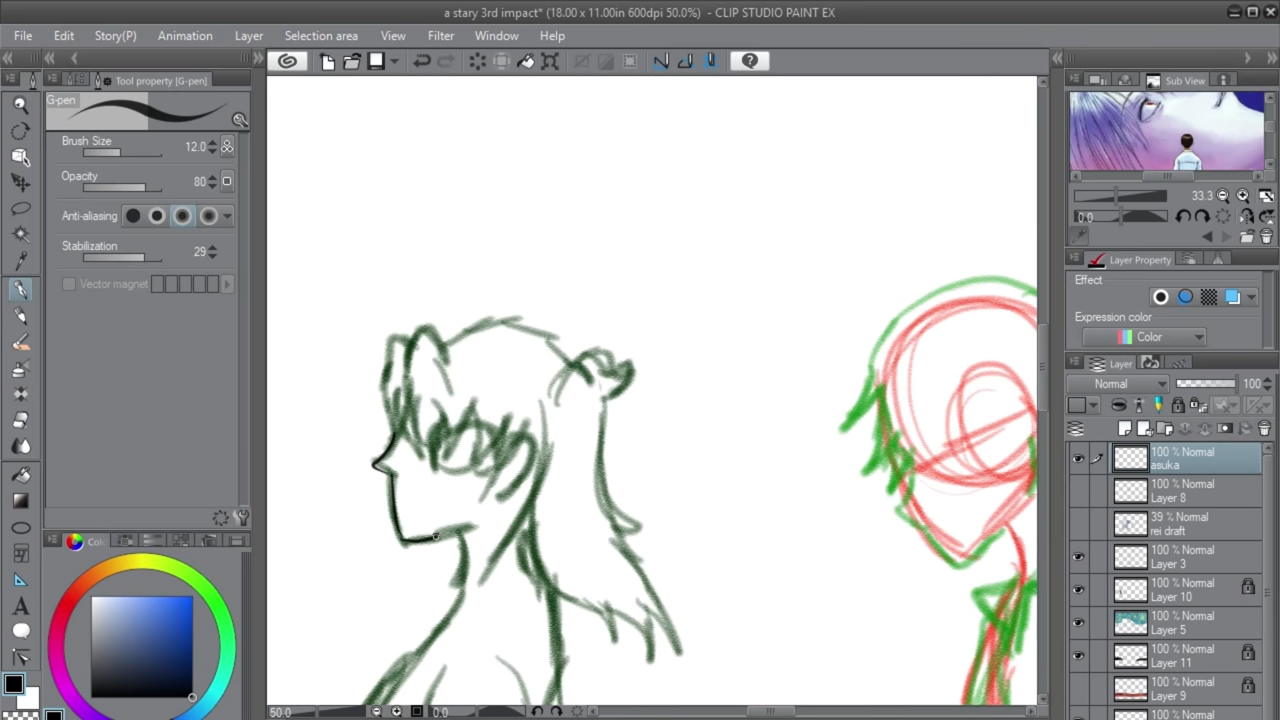 a stary 3rd impact* (18.00 x 11.00in 600dpi 50.0%) - CLIP STUDIO PAINT EX
File Edit Story(P) Animation Layer Selection area View Filter Window Help
Tool property [G-pen]
G-pen
Brush Size 12.0
Opacity 80
Anti-aliasing
Stabilization 29
Vector magnet
Sub View
33.3
0.0
Layer Property
Effect
Expression color
Color
Layer
Normal 100
100 % Normal
asuka
100 % Normal
Layer 8
39 % Normal
rei draft
100 % Normal
Layer 3
100 % Normal
Layer 10
100 % Normal
Layer 5
100 % Normal
Layer 11
100 % Normal
Layer 9
100 % Normal
50.0 0.0